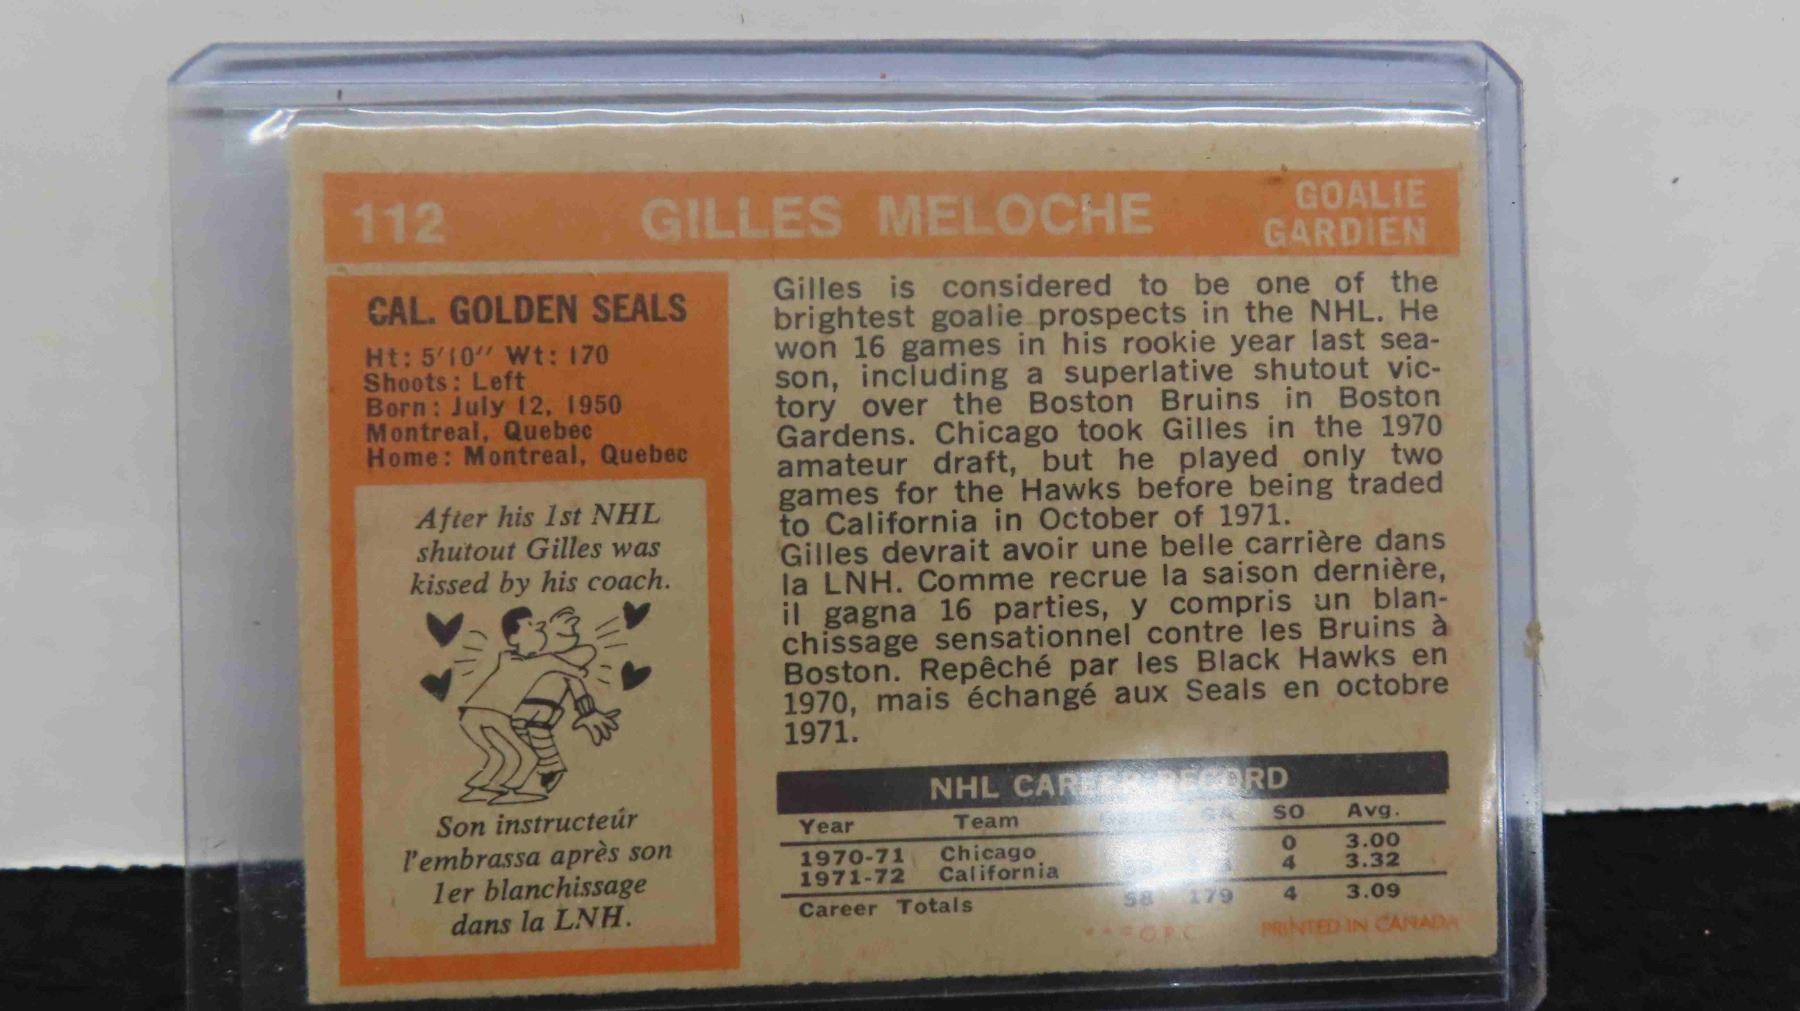 112 GILLES MELOCHE GOALIE
GARDIEN
CAL. GOLDEN SEALS
Ht: 5'10" Wt: 170
Shoots: Left
Born: July 12, 1950
Montreal, Quebec
Home: Montreal, Quebec
After his 1st NHL
shutout Gilles was
kissed by his coach.
Son instructeúr
l'embrassa après son
1er blanchissage
dans la LNH.
Gilles is considered to be one of the
brightest goalie prospects in the NHL. He
won 16 games in his rookie year last sea-
son, including a superlative shutout vic-
tory over the Boston Bruins in Boston
Gardens. Chicago took Gilles in the 1970
amateur draft, but he played only two
games for the Hawks before being traded
to California in October of 1971.
Gilles devrait avoir une belle carrière dans
la LNH. Comme recrue la saison dernière,
il gagna 16 parties, y compris un blan-
chissage sensationnel contre les Bruins à
Boston. Repêché par les Black Hawks en
1970, mais échangé aux Seals en octobre
1971.
NHL CAREER RECORD
Year Team GA SO Avg.
1970-71 Chicago 0 3.00
1971-72 California 4 3.32
Career Totals 58 179 4 3.09
***O.P.C. PRINTED IN CANADA